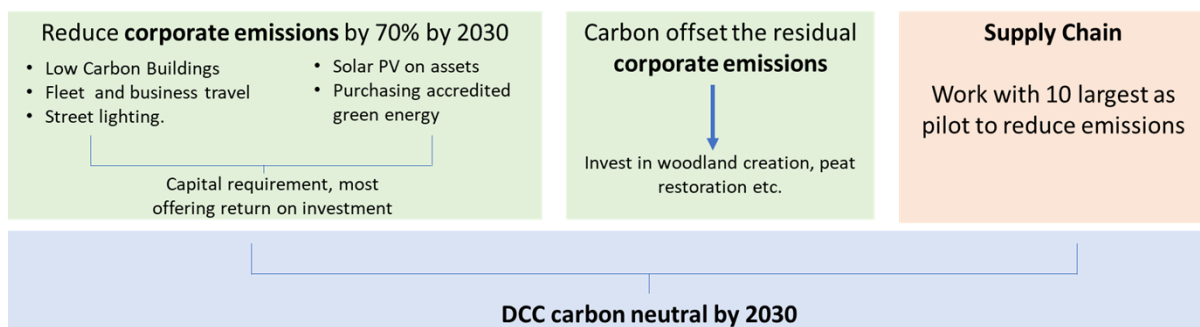 Reduce corporate emissions by 70% by 2030
• Low Carbon Buildings
• Fleet and business travel
• Street lighting.
• Solar PV on assets
• Purchasing accredited
green energy
Capital requirement, most
offering return on investment
Carbon offset the residual
corporate emissions
Invest in woodland creation, peat
restoration etc.
Supply Chain
Work with 10 largest as
pilot to reduce emissions
DCC carbon neutral by 2030